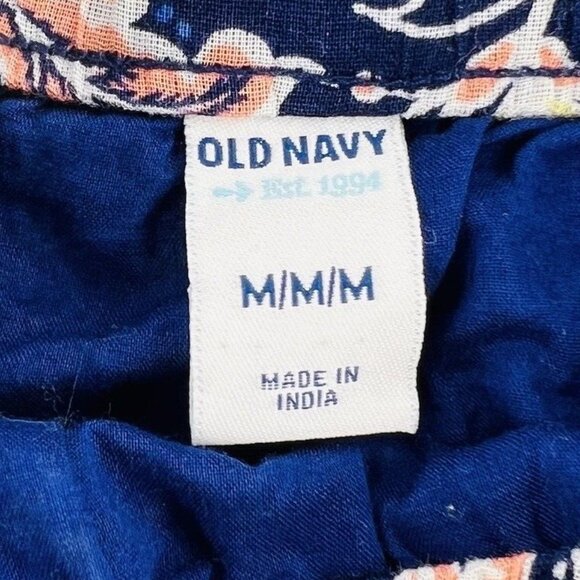 OLD NAVY
Est. 1994
M/M/M
MADE IN
INDIA